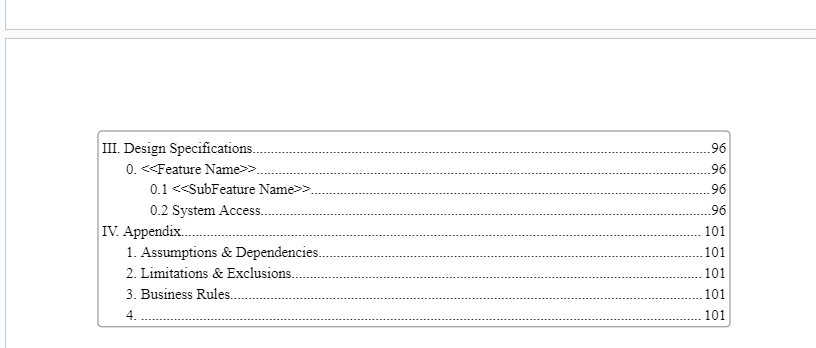 III. Design Specifications..........96
0. <<Feature Name>>..........96
0.1 <<SubFeature Name>>..........96
0.2 System Access..........96
IV. Appendix.......... 101
1. Assumptions & Dependencies.......... 101
2. Limitations & Exclusions.......... 101
3. Business Rules.......... 101
4. .......... 101